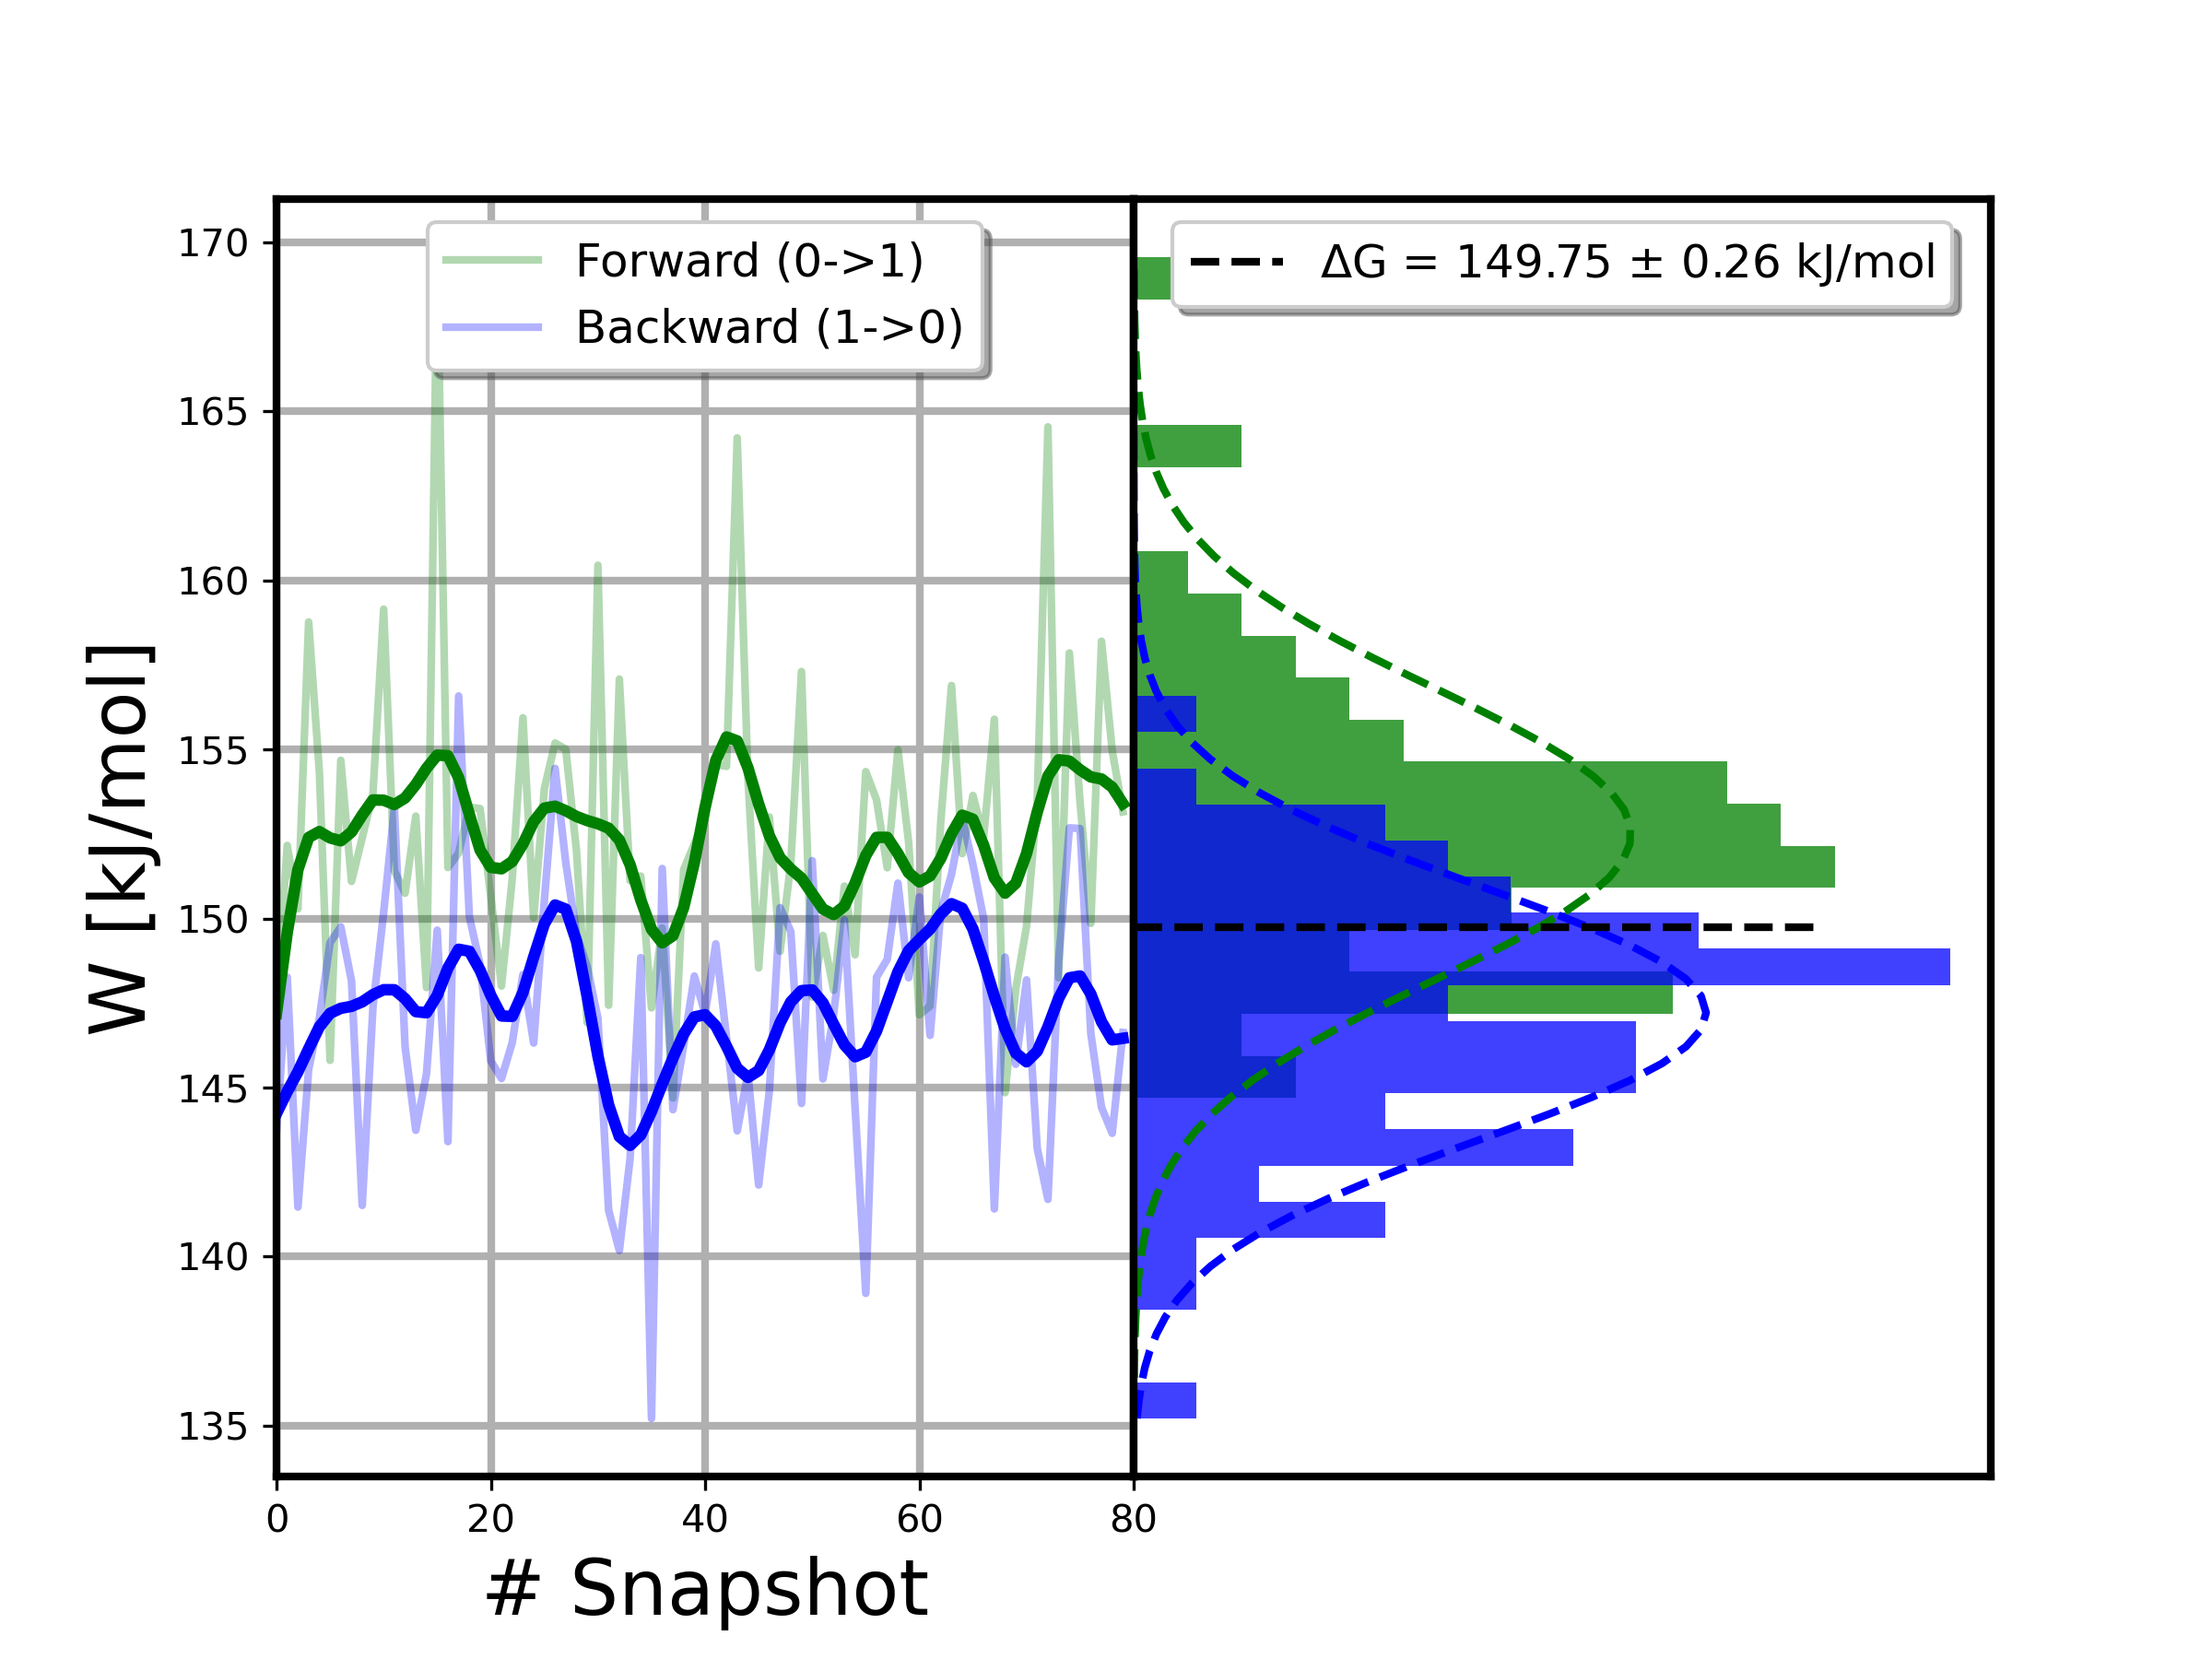 170
165
160
155
150
145
140
135
W [kJ/mol]
Forward (0->1)
Backward (1->0)
ΔG = 149.75 ± 0.26 kJ/mol
0 20 40 60 80
# Snapshot